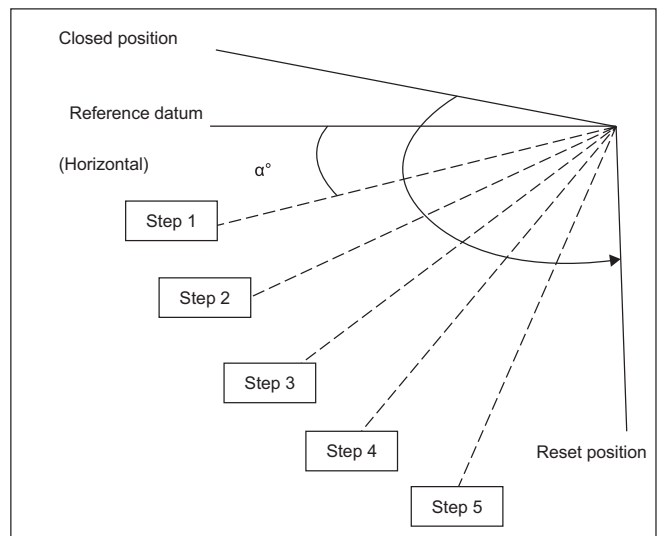 Closed position
Reference datum
(Horizontal)
α°
Step 1
Step 2
Step 3
Step 4
Reset position
Step 5